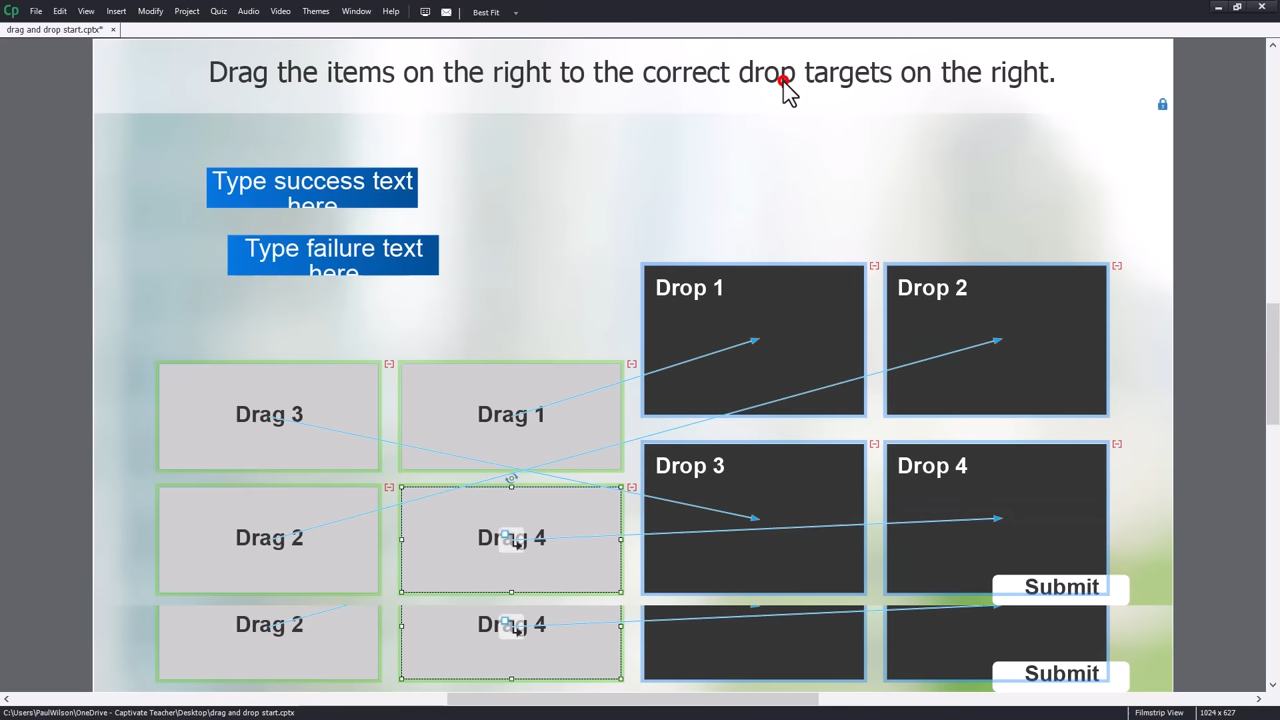 Cp File Edit View Insert Modify Project Quiz Audio Video Themes Window Help Best Fit
drag and drop start.cptx*
Drag the items on the right to the correct drop targets on the right.
Type success text
here
Type failure text
here
Drop 1 Drop 2
Drag 3 Drag 1
Drop 3 Drop 4
Drag 2 Drag 4
Submit
Drag 2 Drag 4
Submit
C:\Users\PaulWilson\OneDrive - Captivate Teacher\Desktop\drag and drop start.cptx Filmstrip View 1024 x 627